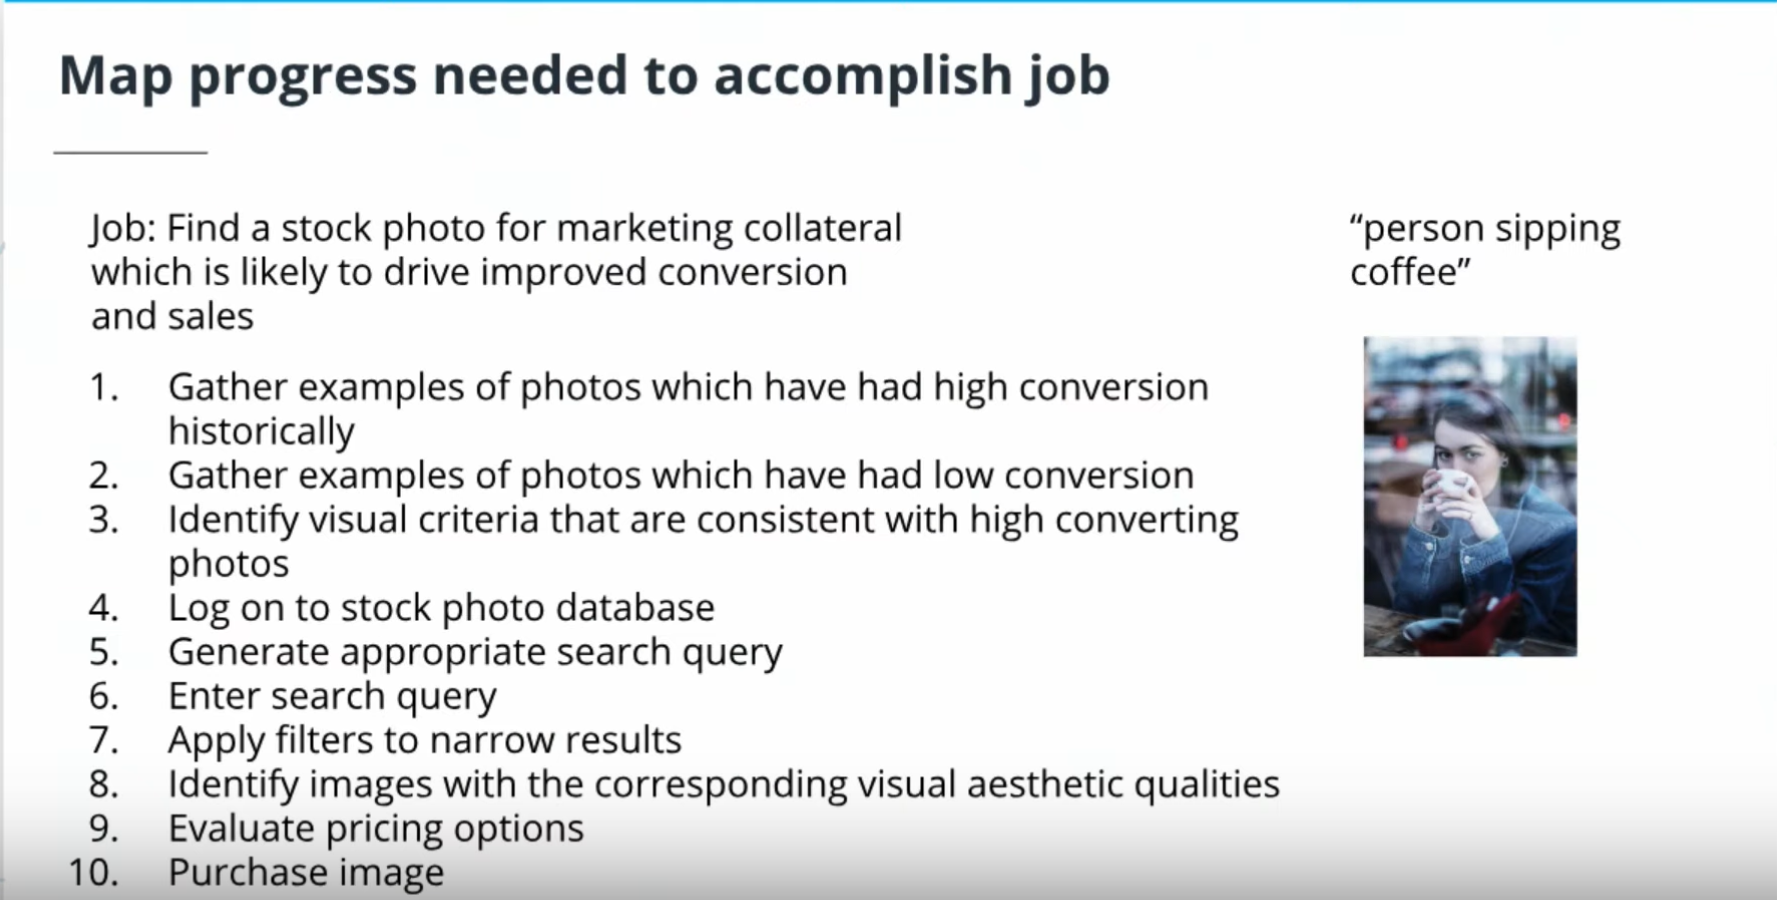 Map progress needed to accomplish job
Job: Find a stock photo for marketing collateral
which is likely to drive improved conversion
and sales
1. Gather examples of photos which have had high conversion
historically
2. Gather examples of photos which have had low conversion
3. Identify visual criteria that are consistent with high converting
photos
4. Log on to stock photo database
5. Generate appropriate search query
6. Enter search query
7. Apply filters to narrow results
8. Identify images with the corresponding visual aesthetic qualities
9. Evaluate pricing options
10. Purchase image
“person sipping
coffee”